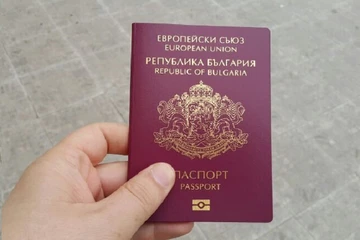 ЕВРОПЕЙСКИ СЪЮЗ
EUROPEAN UNION
РЕПУБЛИКА БЪЛГАРИЯ
REPUBLIC OF BULGARIA
ПАСПОРТ
PASSPORT